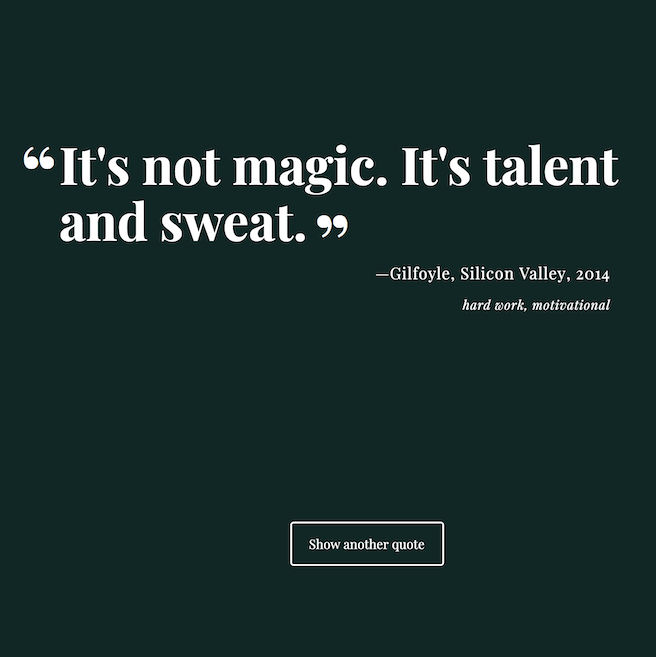 “It's not magic. It's talent
and sweat.”
—Gilfoyle, Silicon Valley, 2014
hard work, motivational
Show another quote